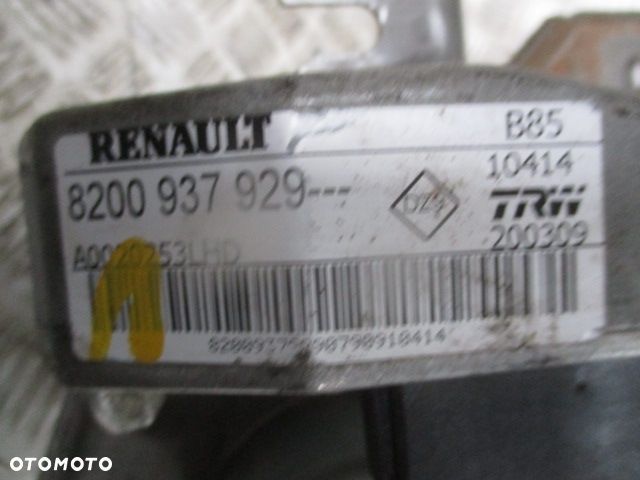 RENAULT
B85
8200 937 929---
10414
TRW
200309
OTOMOTO